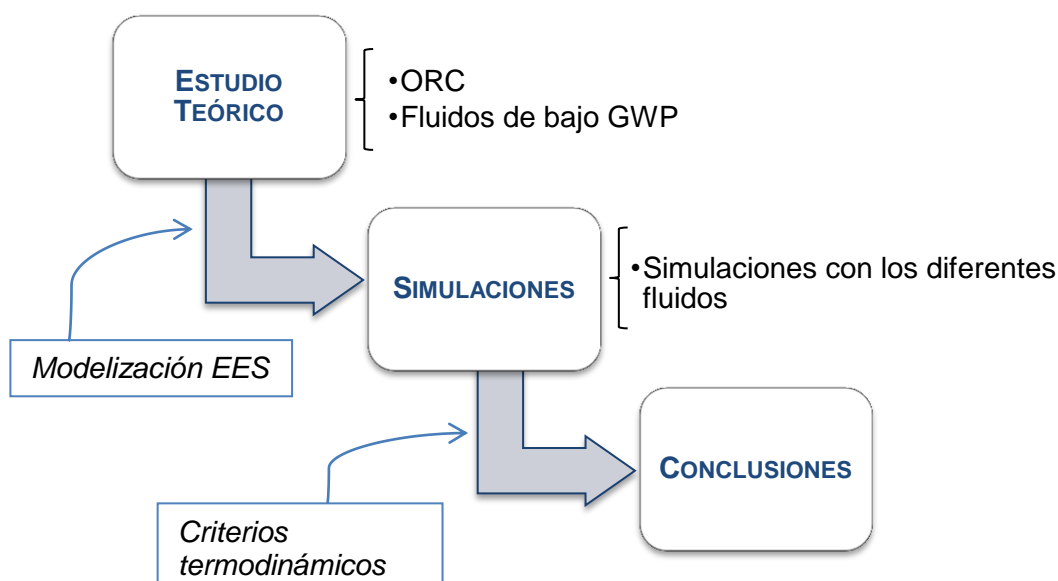 ESTUDIO
TEÓRICO
•ORC
•Fluidos de bajo GWP
SIMULACIONES
•Simulaciones con los diferentes
fluidos
Modelización EES
CONCLUSIONES
Criterios
termodinámicos